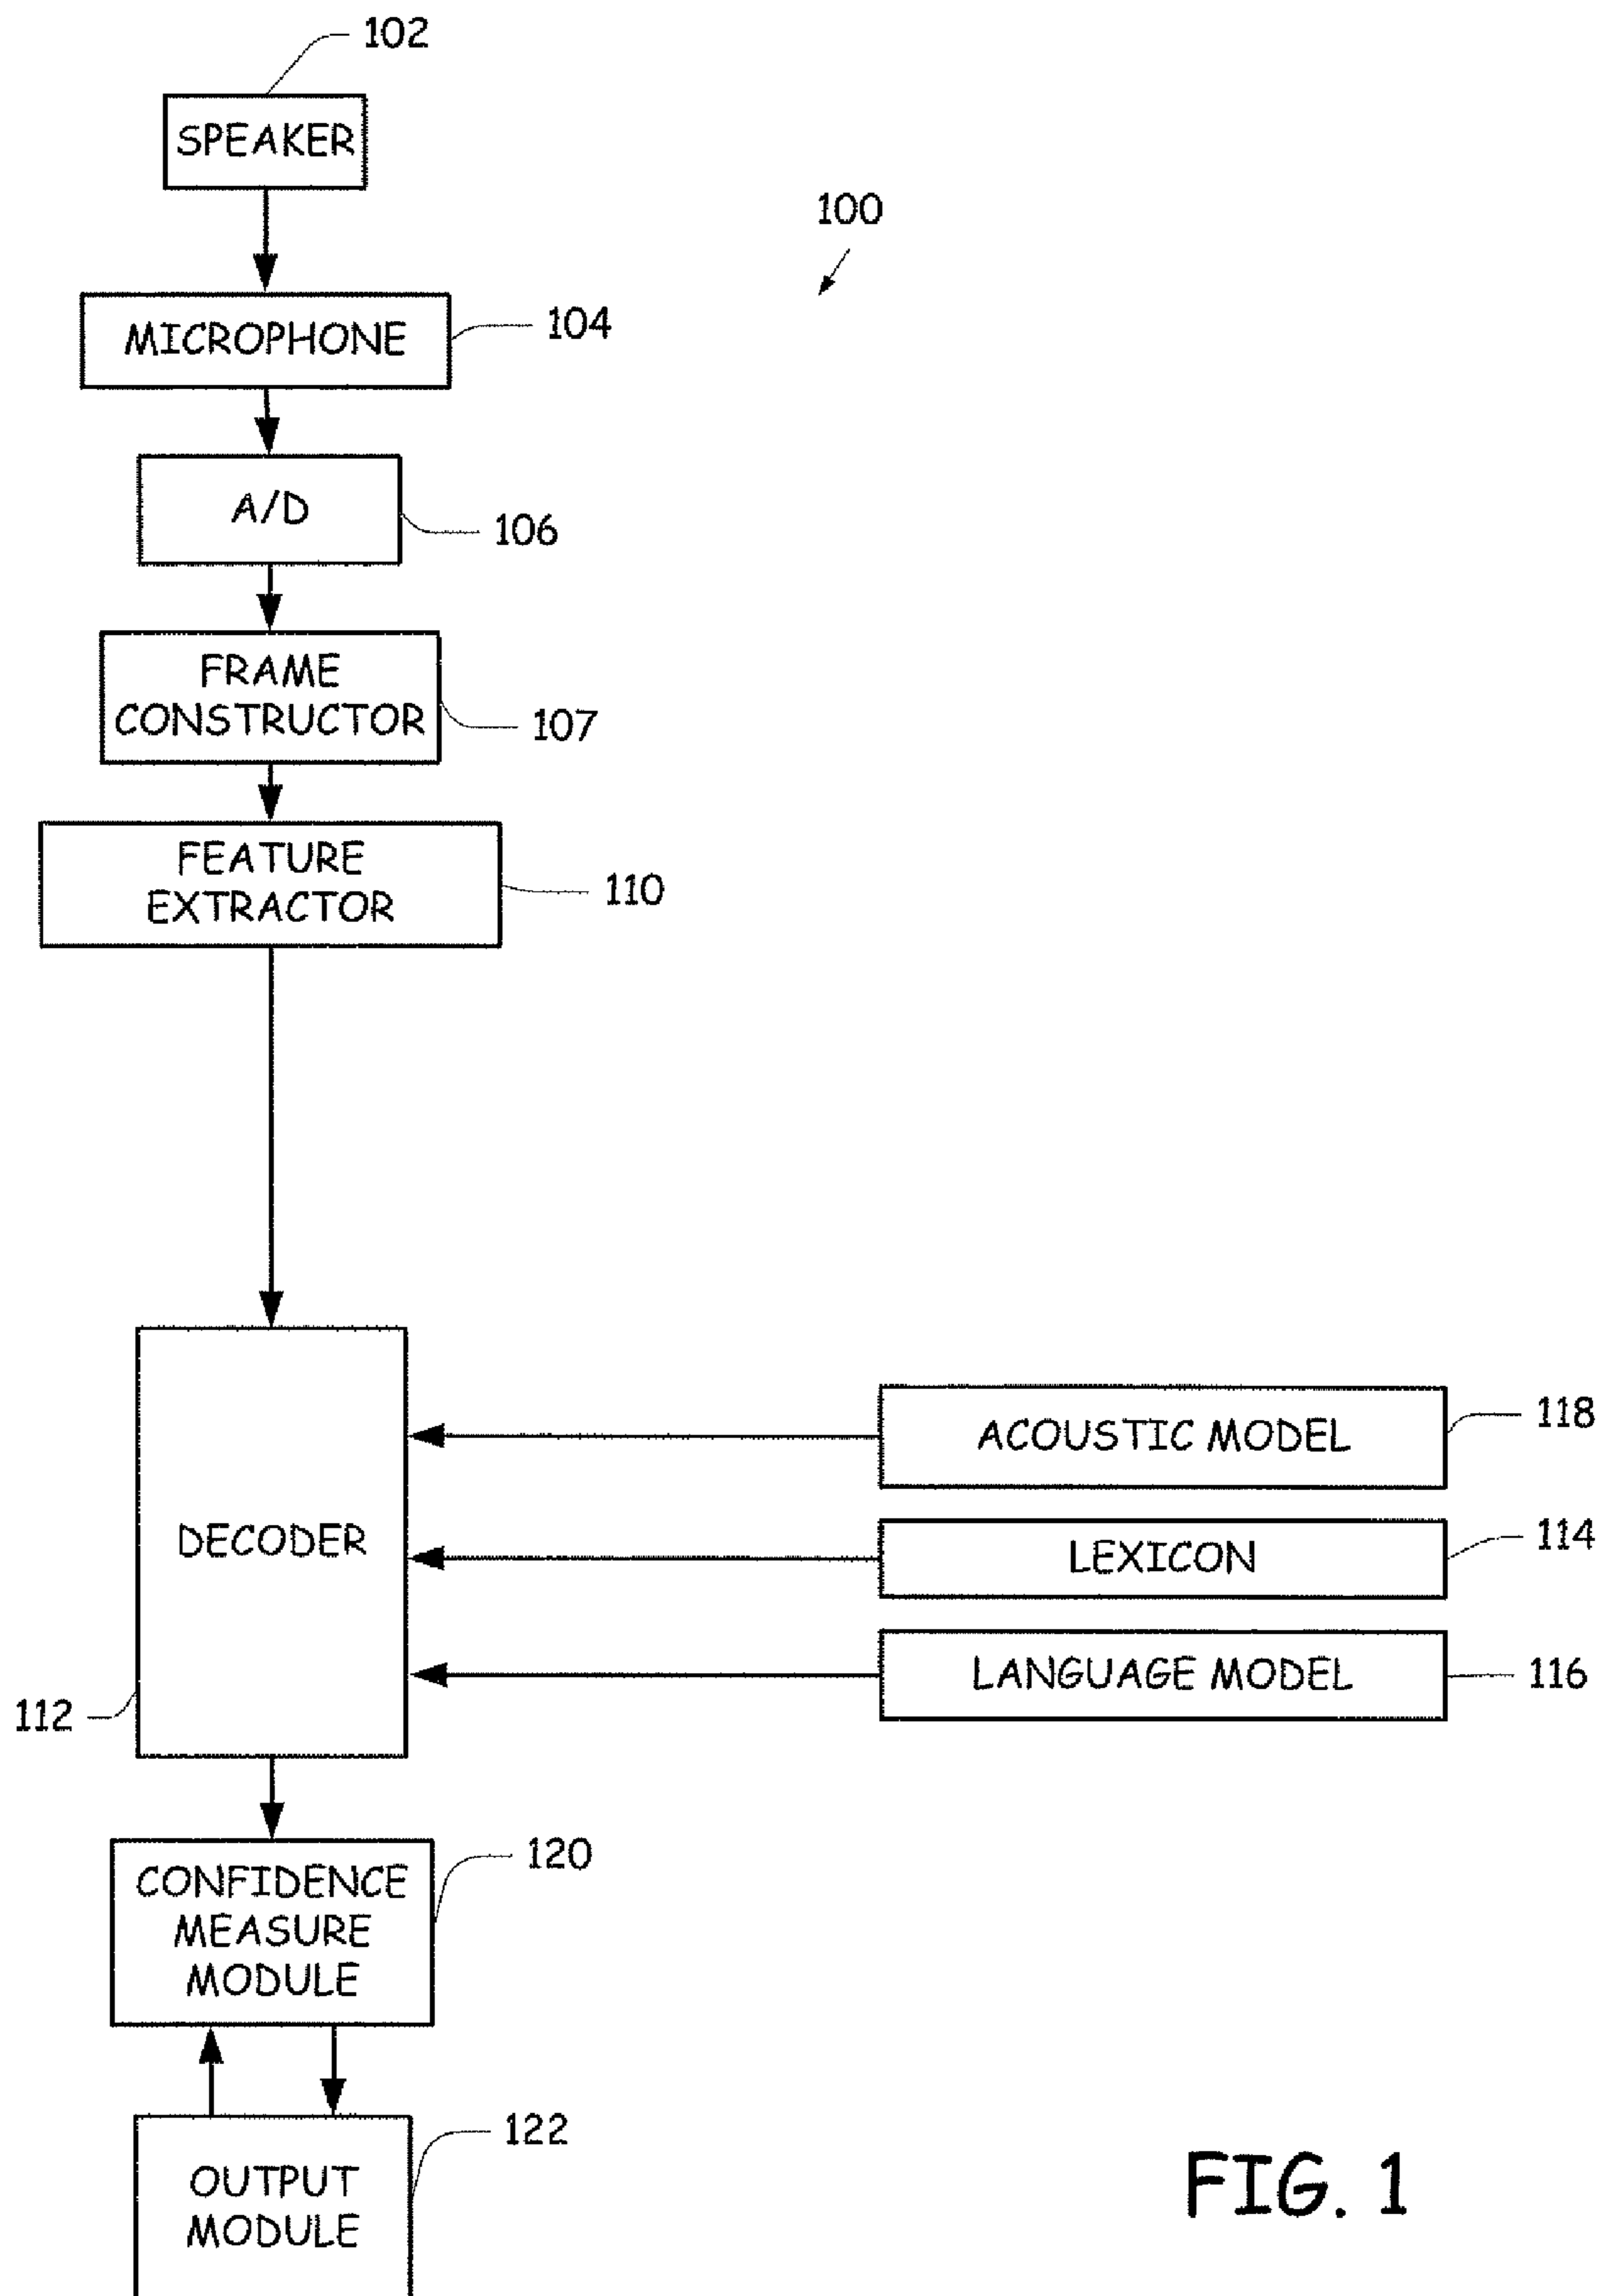 102
SPEAKER
100
MICROPHONE
104
A/D
106
FRAME
CONSTRUCTOR
107
FEATURE
EXTRACTOR
110
DECODER
112
ACOUSTIC MODEL
118
LEXICON
114
LANGUAGE MODEL
116
CONFIDENCE
MEASURE
MODULE
120
OUTPUT
MODULE
122
FIG. 1